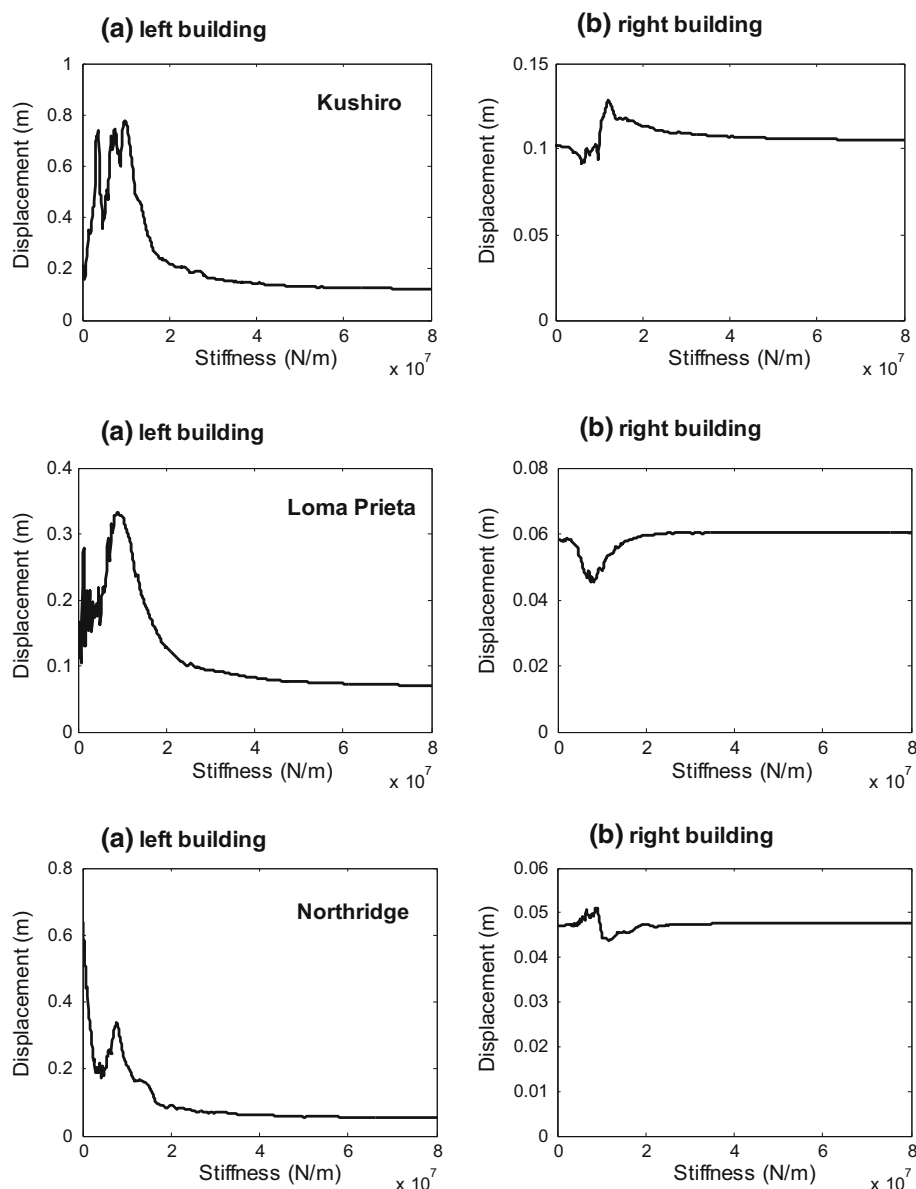 (a) left building
(b) right building
Displacement (m)
1
0.8
0.6
0.4
0.2
0
Kushiro
0 2 4 6 8
Stiffness (N/m)
x 10^7
Displacement (m)
0.15
0.1
0.05
0
0 2 4 6 8
Stiffness (N/m)
x 10^7
(a) left building
(b) right building
Displacement (m)
0.4
0.3
0.2
0.1
0
Loma Prieta
0 2 4 6 8
Stiffness (N/m)
x 10^7
Displacement (m)
0.08
0.06
0.04
0.02
0
0 2 4 6 8
Stiffness (N/m)
x 10^7
(a) left building
(b) right building
Displacement (m)
0.8
0.6
0.4
0.2
0
Northridge
0 2 4 6 8
Stiffness (N/m)
x 10^7
Displacement (m)
0.06
0.05
0.04
0.03
0.02
0.01
0
0 2 4 6 8
Stiffness (N/m)
x 10^7